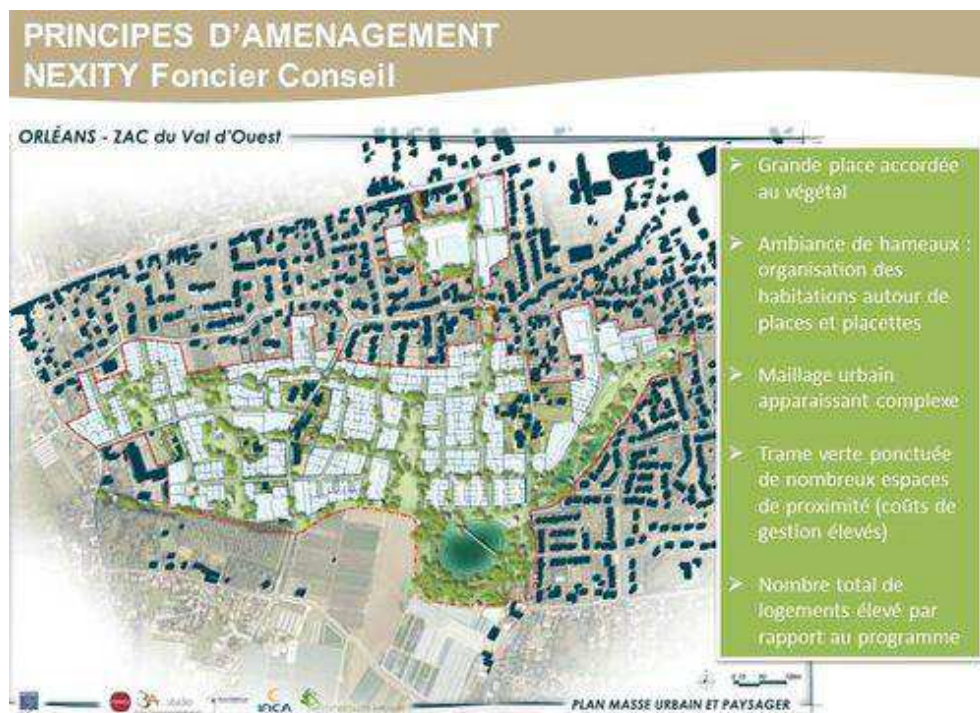 PRINCIPES D'AMENAGEMENT
NEXITY Foncier Conseil
ORLÉANS - ZAC du Val d'Ouest
➢ Grande place accordée
au végétal
➢ Ambiance de hameaux :
organisation des
habitations autour de
places et placettes
➢ Maillage urbain
apparaissant complexe
➢ Trame verte ponctuée
de nombreux espaces
de proximité (coûts de
gestion élevés)
➢ Nombre total de
logements élevé par
rapport au programme
studio
INCA
PLAN MASSE URBAIN ET PAYSAGER